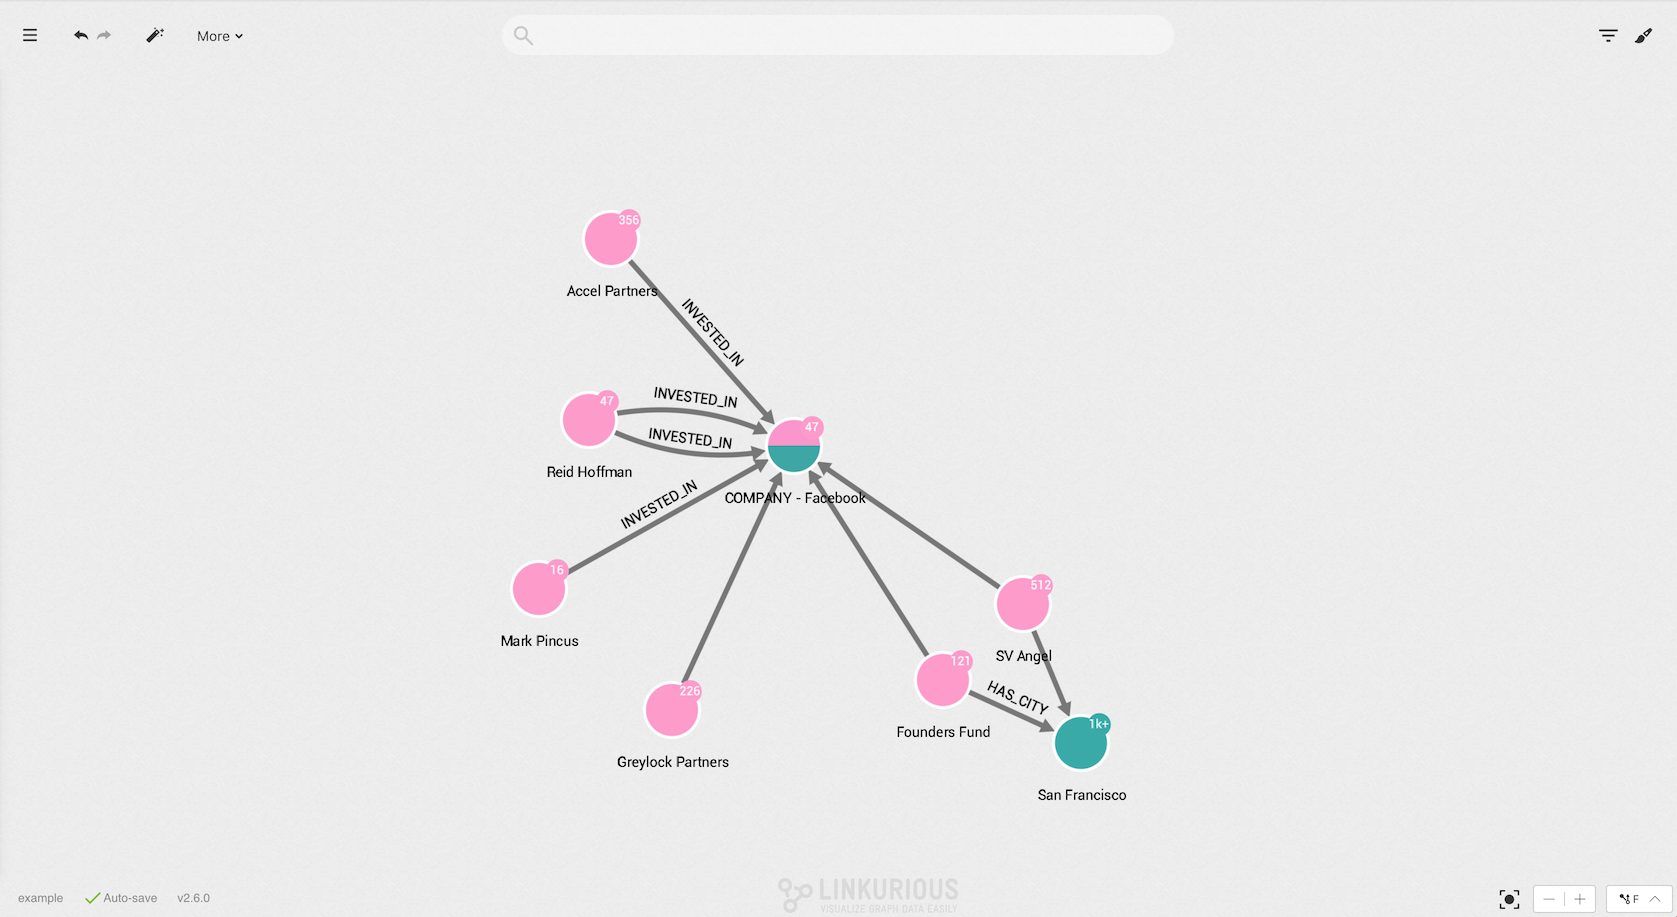 More
356
Accel Partners
INVESTED_IN
47
INVESTED_IN
INVESTED_IN
Reid Hoffman
47
COMPANY - Facebook
INVESTED_IN
16
Mark Pincus
512
SV Angel
121
HAS_CITY
Founders Fund
226
Greylock Partners
1k+
San Francisco
example
Auto-save
v2.6.0
LINKURIOUS
VISUALIZE GRAPH DATA EASILY
F